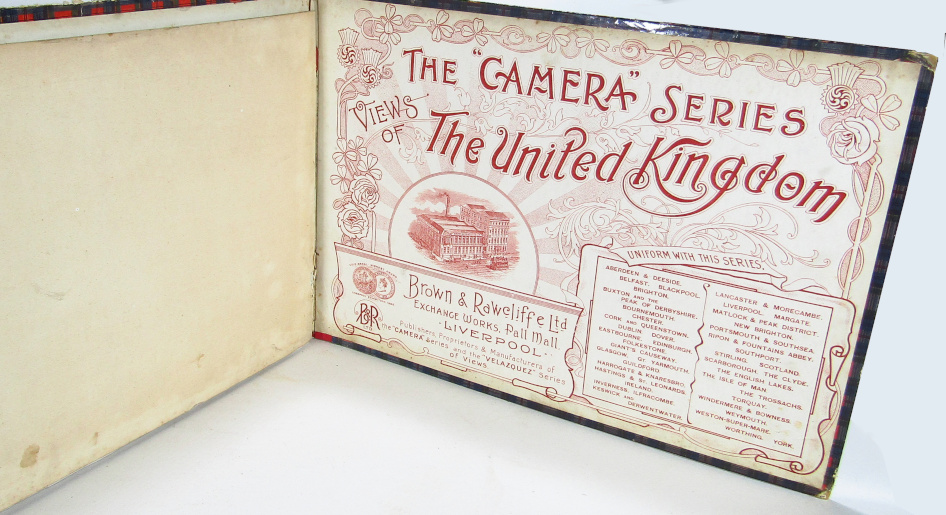 THE "CAMERA" SERIES
VIEWS OF
The United Kingdom
UNIFORM WITH THIS SERIES.
ABERDEEN & DEESIDE.
BELFAST. BLACKPOOL.
BRIGHTON.
BUXTON AND THE
PEAK OF DERBYSHIRE.
BOURNEMOUTH.
CHESTER.
CORK AND QUEENSTOWN.
DUBLIN. DOVER.
EASTBOURNE. EDINBURGH.
FOLKESTONE.
GIANT'S CAUSEWAY.
GLASGOW. GT. YARMOUTH.
GUILDFORD.
HARROGATE & KNARESBRO.
HASTINGS & ST. LEONARDS.
IRELAND.
INVERNESS. ILFRACOMBE.
KESWICK AND
DERWENTWATER.
LANCASTER & MORECAMBE.
LIVERPOOL. MARGATE.
MATLOCK & PEAK DISTRICT.
NEW BRIGHTON.
PORTSMOUTH & SOUTHSEA.
RIPON & FOUNTAINS ABBEY.
SOUTHPORT.
STIRLING. SCOTLAND.
SCARBOROUGH. THE CLYDE.
THE ENGLISH LAKES.
THE ISLE OF MAN.
THE TROSSACHS.
TORQUAY.
WINDERMERE & BOWNESS.
WEYMOUTH.
WESTON-SUPER-MARE.
WORTHING. YORK.
Brown & Rawcliffe Ltd
EXCHANGE WORKS, Pall Mall
· LIVERPOOL ·
Publishers, Proprietors & Manufacturers of
the "CAMERA" Series and the "VELAZQUEZ" Series
of VIEWS
B&R